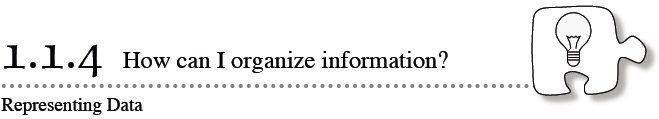 1.1.4 How can I organize information?
Representing Data